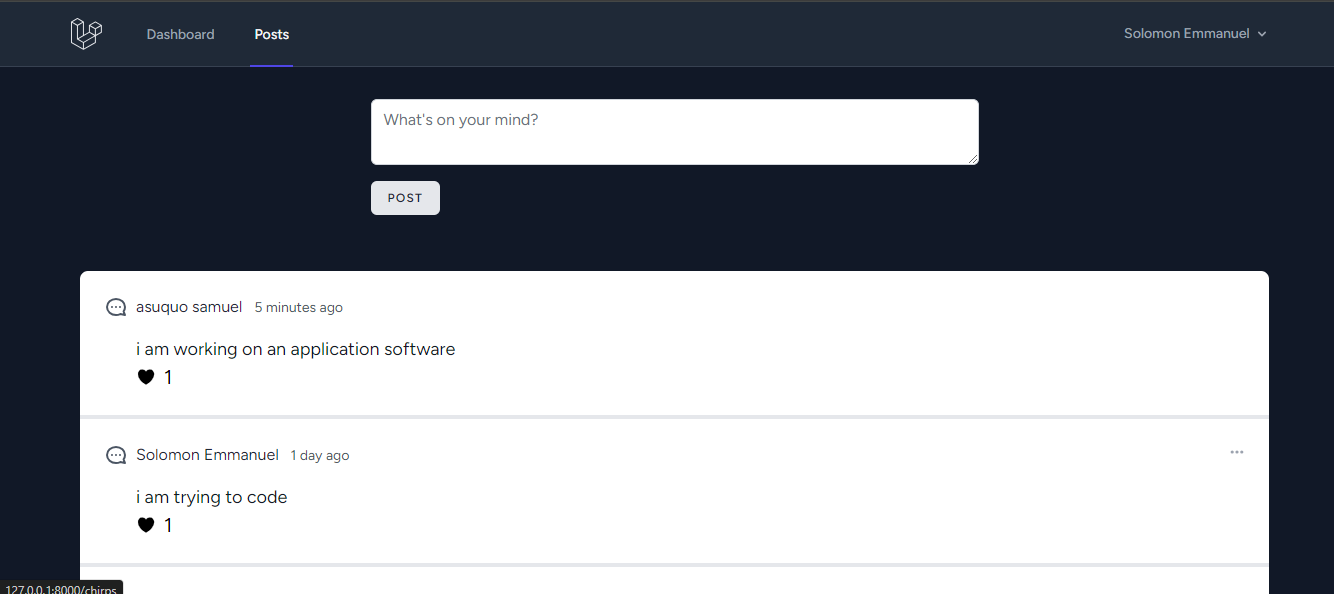 Dashboard Posts Solomon Emmanuel
What's on your mind?
POST
asuquo samuel 5 minutes ago
i am working on an application software
1
Solomon Emmanuel 1 day ago
i am trying to code
1
127.0.0.1:8000/chirps